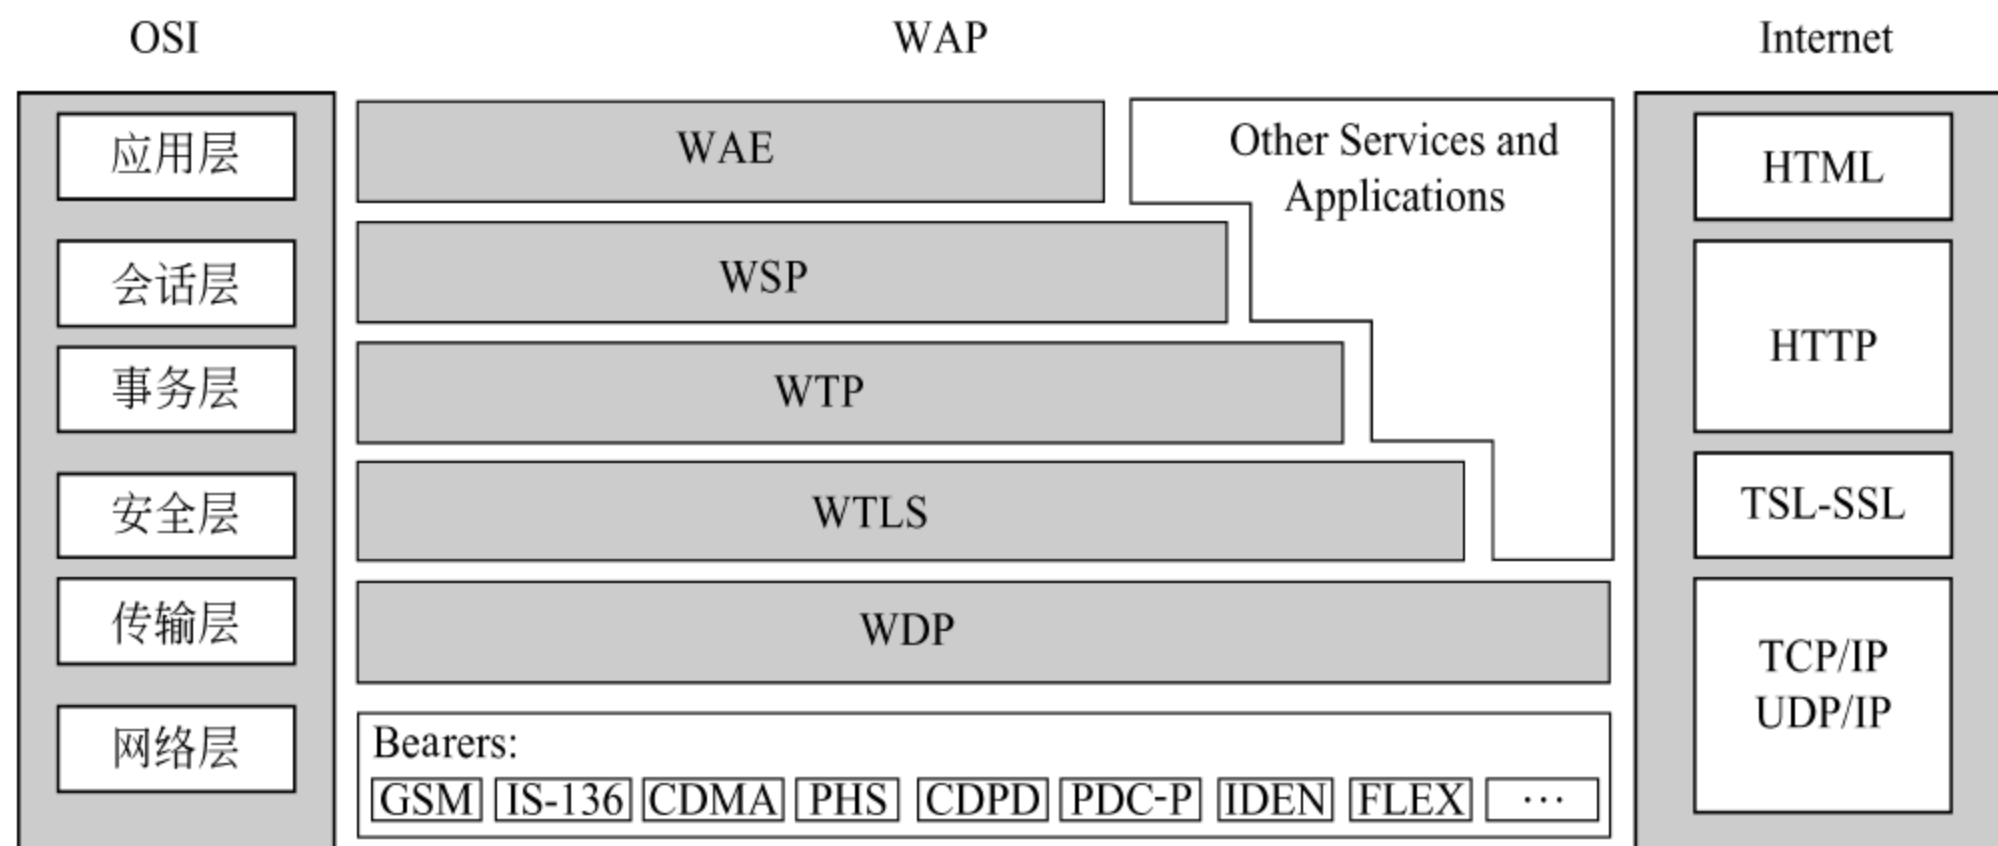 OSI
WAP
Internet
应用层
会话层
事务层
安全层
传输层
网络层
WAE
WSP
WTP
WTLS
WDP
Other Services and
Applications
Bearers:
GSM IS-136 CDMA PHS CDPD PDC-P IDEN FLEX ···
HTML
HTTP
TSL-SSL
TCP/IP
UDP/IP